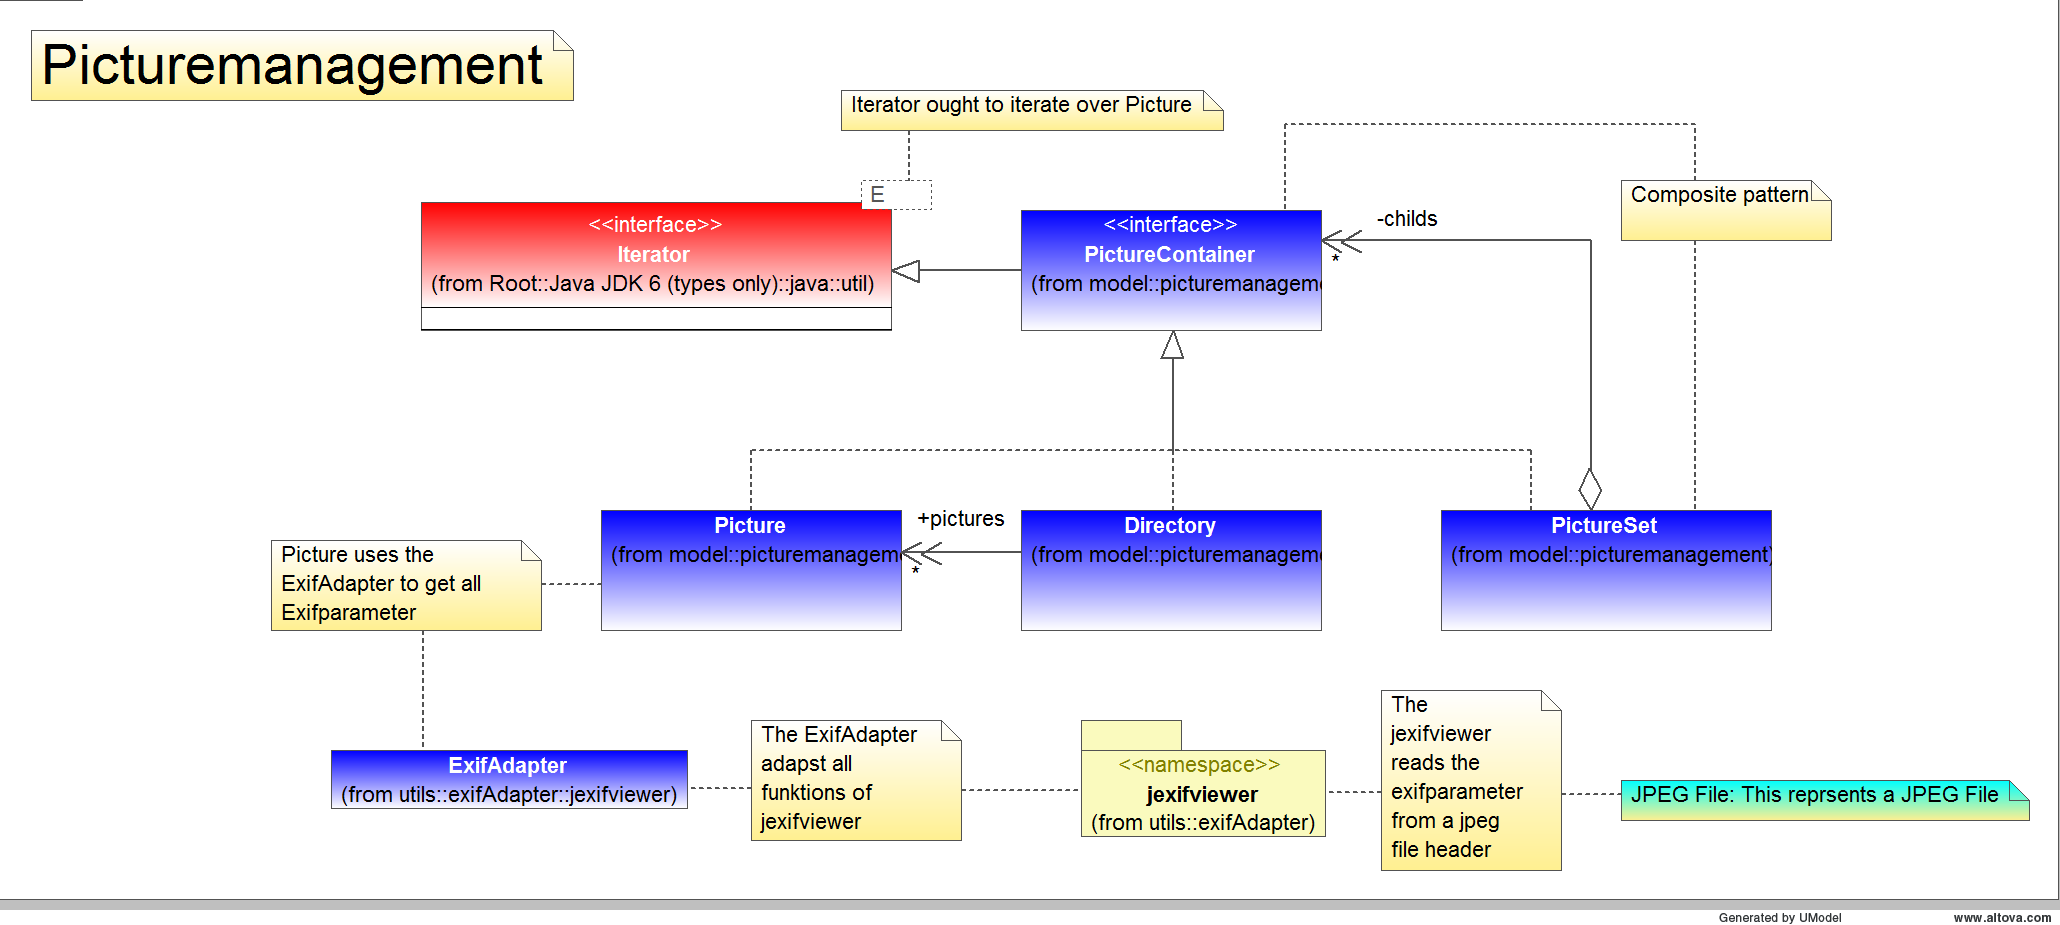 Picturemanagement
Iterator ought to iterate over Picture
E
<<interface>>
Iterator
(from Root::Java JDK 6 (types only)::java::util)
<<interface>>
PictureContainer
(from model::picturemanageme
-childs
*
Composite pattern
Picture
(from model::picturemanagem
+pictures
*
Directory
(from model::picturemanageme
PictureSet
(from model::picturemanagement)
Picture uses the
ExifAdapter to get all
Exifparameter
ExifAdapter
(from utils::exifAdapter::jexifviewer)
The ExifAdapter
adapst all
funktions of
jexifviewer
<<namespace>>
jexifviewer
(from utils::exifAdapter)
The
jexifviewer
reads the
exifparameter
from a jpeg
file header
JPEG File: This reprsents a JPEG File
Generated by UModel
www.altova.com